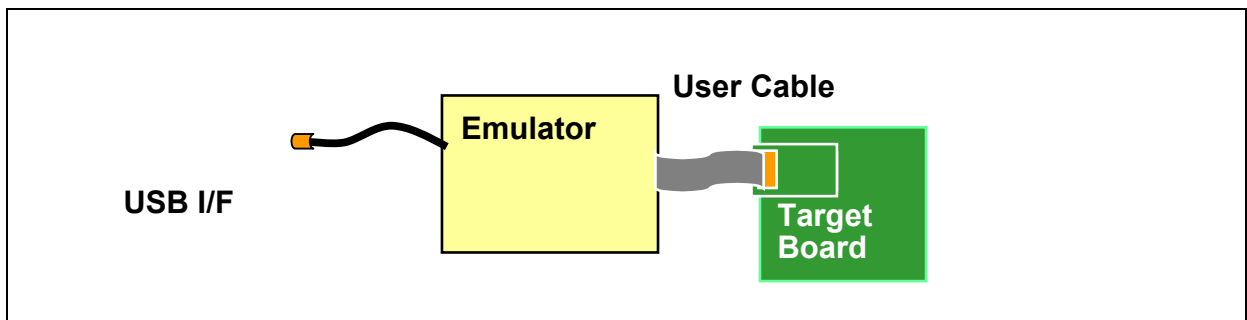 User Cable
Emulator
USB I/F
Target
Board